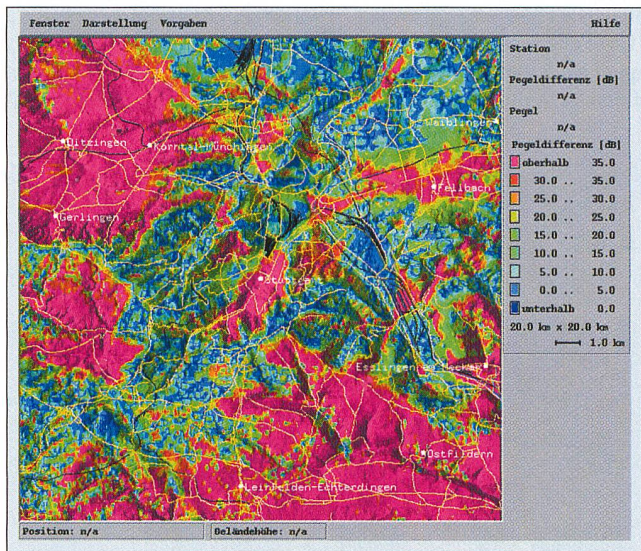 Fenster Darstellung Vorgaben Hilfe
Station
n/a
Pegeldifferenz [dB]
n/a
Pegel
n/a
Pegeldifferenz [dB]
oberhalb 35.0
30.0 .. 35.0
25.0 .. 30.0
20.0 .. 25.0
15.0 .. 20.0
10.0 .. 15.0
5.0 .. 10.0
0.0 .. 5.0
unterhalb 0.0
20.0 km x 20.0 km
1.0 km
Waiblingen
Ditzingen
Korntal-Münchingen
Fellbach
Gerlingen
Stuttgart
Esslingen am Neckar
Ostfildern
Leinfelden-Echterdingen
Position: n/a
Geländehöhe: n/a